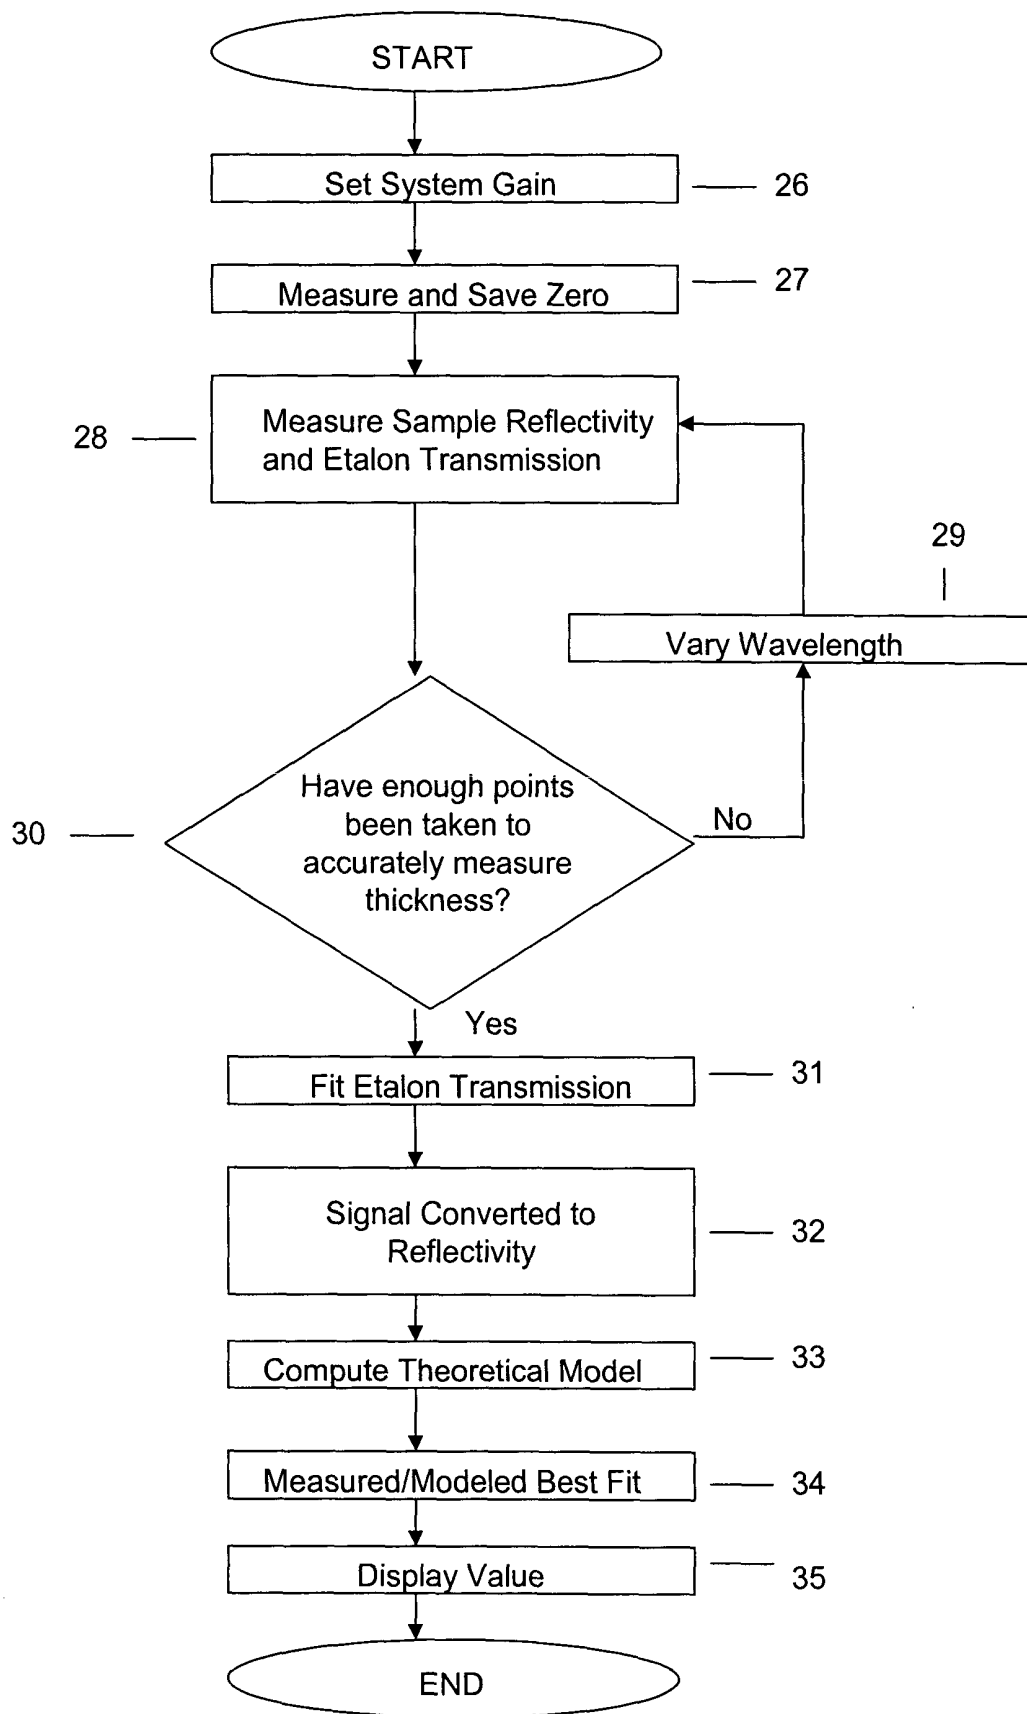 START
Set System Gain
26
Measure and Save Zero
27
28
Measure Sample Reflectivity
and Etalon Transmission
29
Vary Wavelength
30
Have enough points
been taken to
accurately measure
thickness?
No
Yes
Fit Etalon Transmission
31
Signal Converted to
Reflectivity
32
Compute Theoretical Model
33
Measured/Modeled Best Fit
34
Display Value
35
END